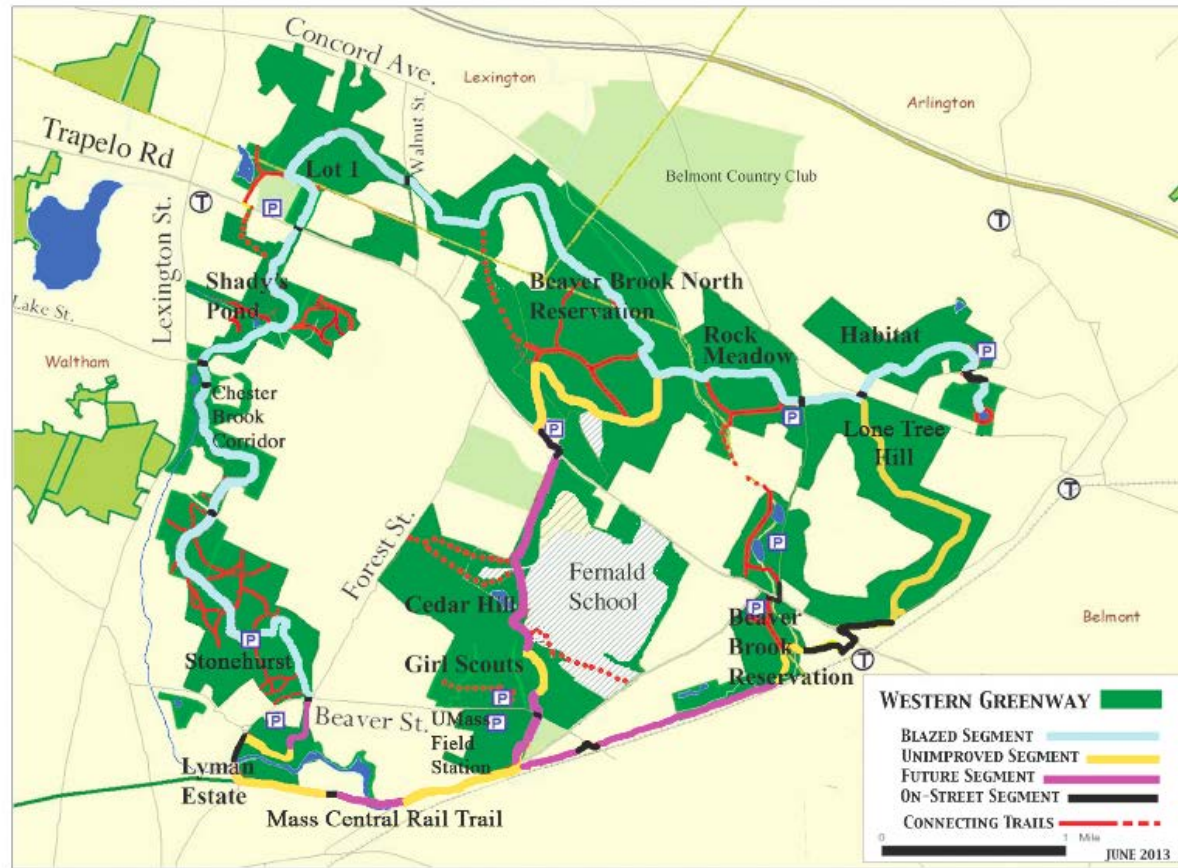 Concord Ave.
Lexington
Arlington
Trapelo Rd
Walnut St.
Lot 1
P
Belmont Country Club
T
T
Lexington St.
Shady's
Pond
Beaver Brook North
Reservation
Lake St.
Rock
Meadow
Habitat
P
Waltham
Chester
Brook
Corridor
P
P
Lone Tree
Hill
T
Forest St.
P
Fernald
School
Cedar Hill
P
Beaver
Brook
Reservation
Belmont
P
Stonehurst
Girl Scouts
T
P
P
Beaver St.
UMass
Field
Station
P
Lyman
Estate
Mass Central Rail Trail
WESTERN GREENWAY
BLAZED SEGMENT
UNIMPROVED SEGMENT
FUTURE SEGMENT
ON-STREET SEGMENT
CONNECTING TRAILS
0 1 Mile
JUNE 2013